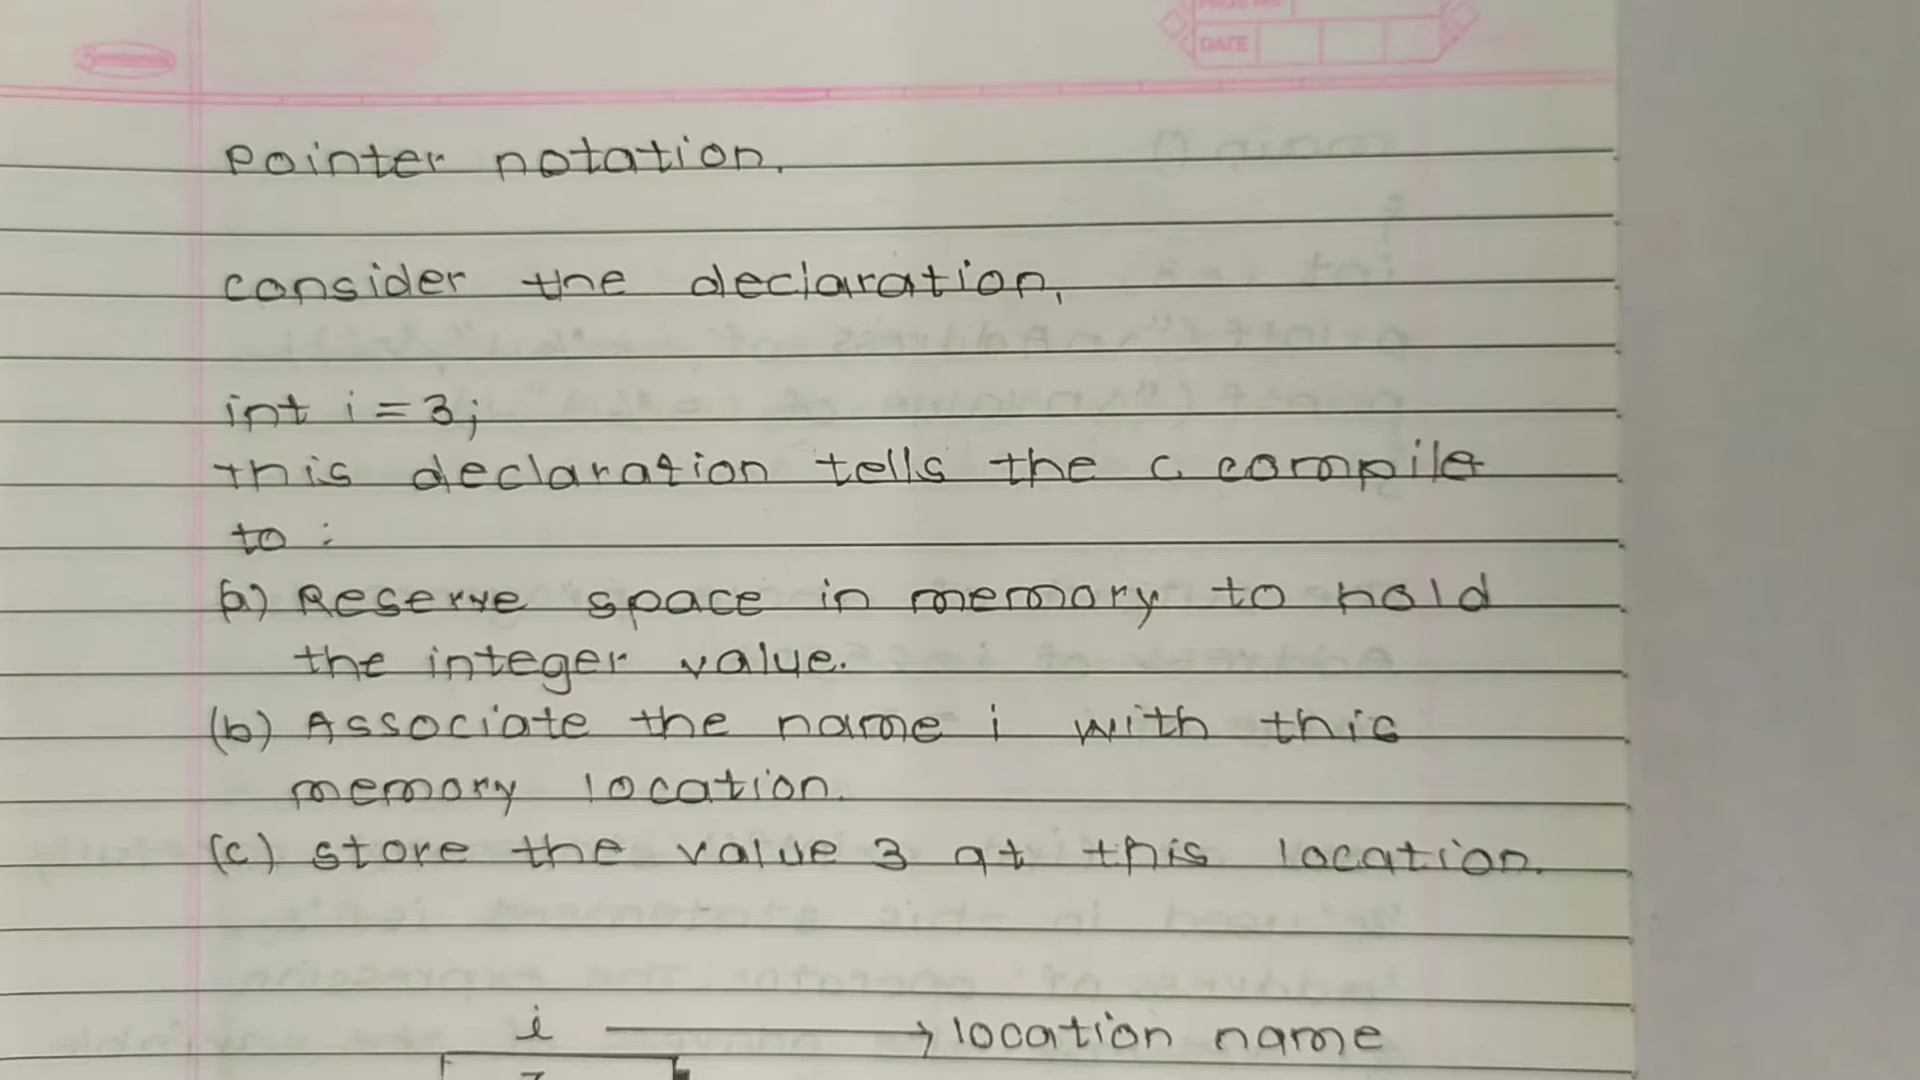 DATE
Pointer notation.
consider the declaration,
int i = 3;
this declaration tells the c compile
to :
(a) Reserve space in memory to hold
the integer value.
(b) Associate the name i with this
memory location.
(c) store the value 3 at this location.
i → location name